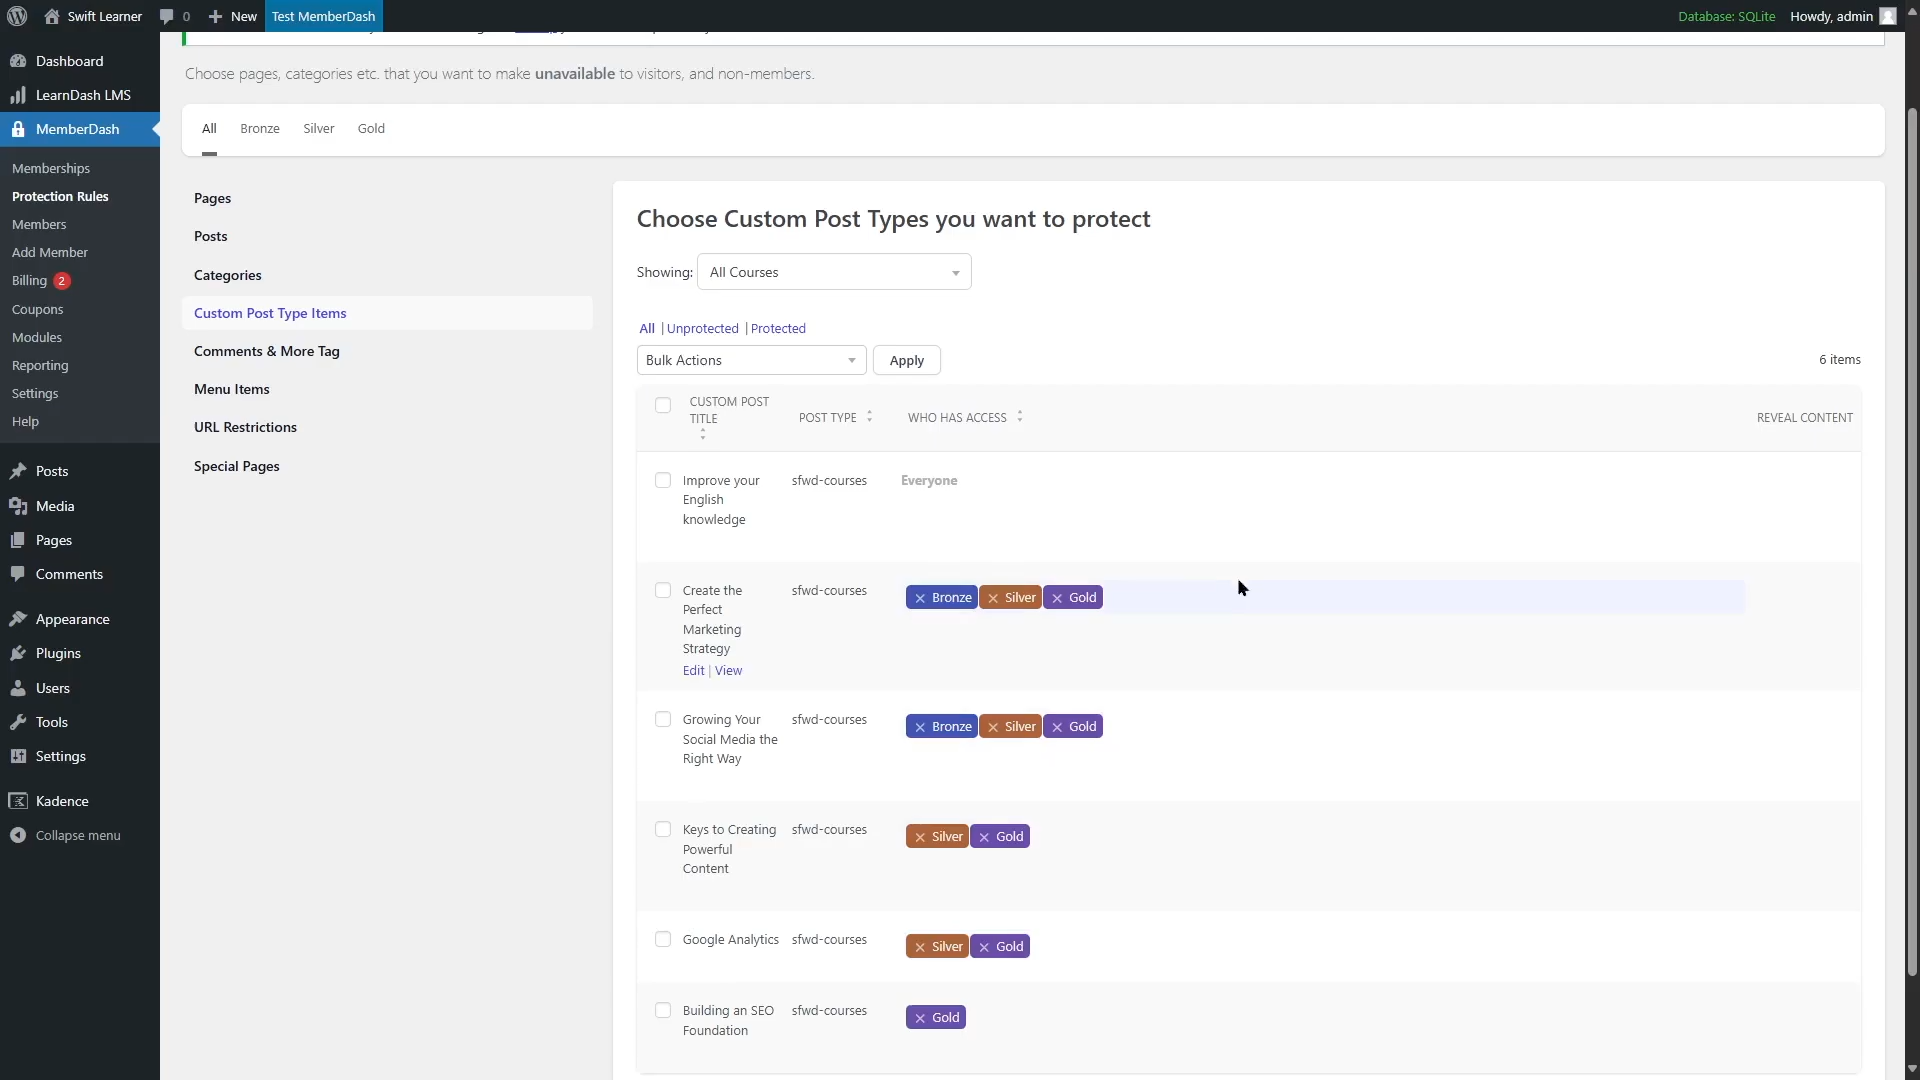 Swift Learner
0
New
Test MemberDash
Database: SQLite
Howdy, admin
Dashboard
LearnDash LMS
MemberDash
Memberships
Protection Rules
Members
Add Member
Billing 2
Coupons
Modules
Reporting
Settings
Help
Posts
Media
Pages
Comments
Appearance
Plugins
Users
Tools
Settings
Kadence
Collapse menu
Choose pages, categories etc. that you want to make unavailable to visitors, and non-members.
All
Bronze
Silver
Gold
Pages
Posts
Categories
Custom Post Type Items
Comments & More Tag
Menu Items
URL Restrictions
Special Pages
Choose Custom Post Types you want to protect
Showing: All Courses
All | Unprotected | Protected
Bulk Actions
Apply
6 items
CUSTOM POST
TITLE
POST TYPE
WHO HAS ACCESS
REVEAL CONTENT
Improve your
English
knowledge
sfwd-courses
Everyone
Create the
Perfect
Marketing
Strategy
Edit | View
sfwd-courses
× Bronze × Silver × Gold
Growing Your
Social Media the
Right Way
sfwd-courses
× Bronze × Silver × Gold
Keys to Creating
Powerful
Content
sfwd-courses
× Silver × Gold
Google Analytics
sfwd-courses
× Silver × Gold
Building an SEO
Foundation
sfwd-courses
× Gold